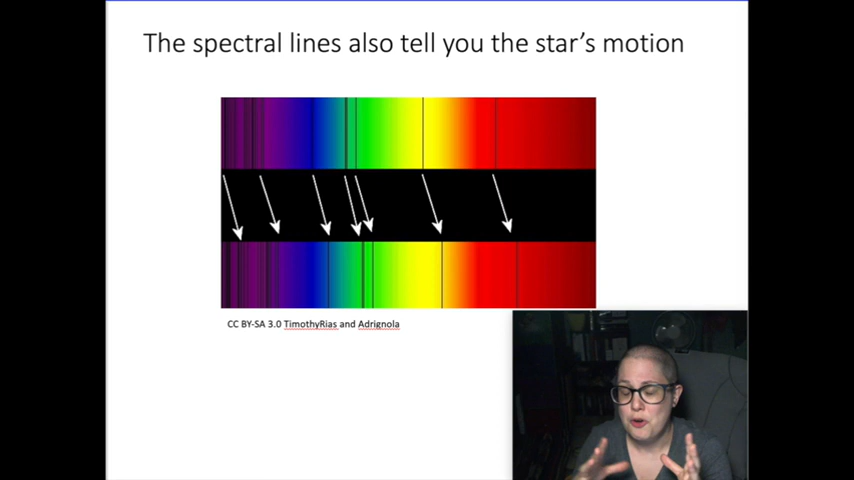 The spectral lines also tell you the star's motion
CC BY-SA 3.0 TimothyRias and Adrignola